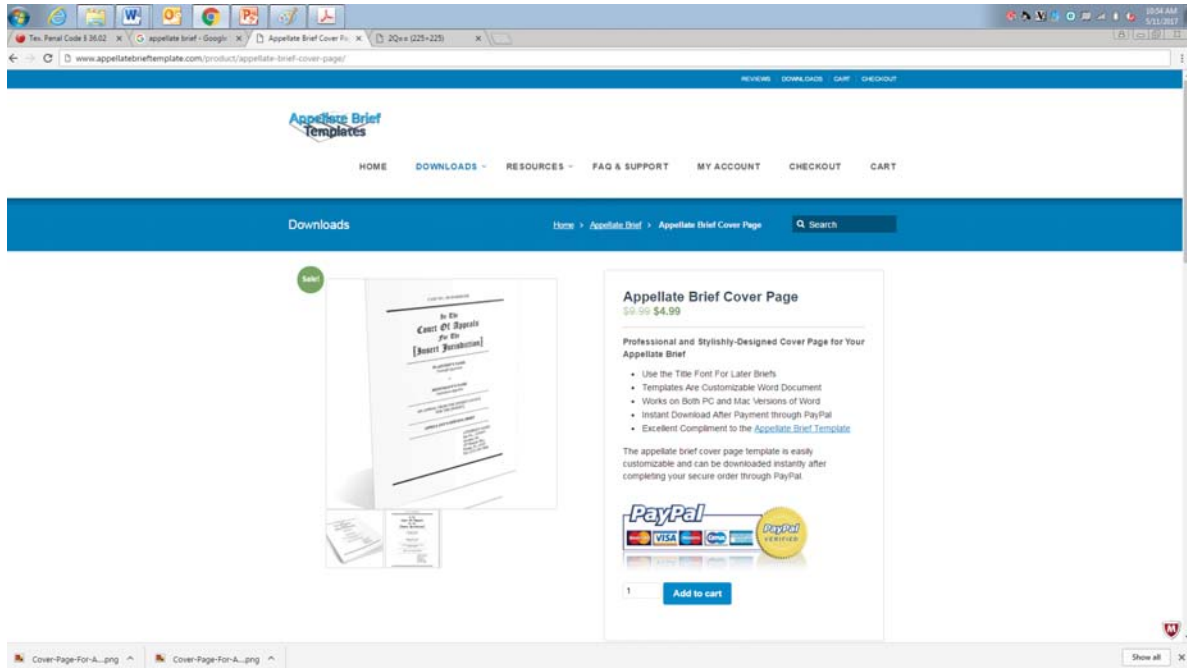 10:54 AM
5/11/2017
Tex. Penal Code § 36.02
appellate brief - Google
Appellate Brief Cover Pa
2Q== (225×225)
www.appellatebrieftemplate.com/product/appellate-brief-cover-page/
REVIEWS DOWNLOADS CART CHECKOUT
Appellate Brief
Templates
HOME DOWNLOADS RESOURCES FAQ & SUPPORT MY ACCOUNT CHECKOUT CART
Downloads Home > Appellate Brief > Appellate Brief Cover Page Search
Sale!
In The
Court Of Appeals
For The
[Insert Jurisdiction]
Appellate Brief Cover Page
$9.99 $4.99
Professional and Stylishly-Designed Cover Page for Your
Appellate Brief
• Use the Title Font For Later Briefs
• Templates Are Customizable Word Document
• Works on Both PC and Mac Versions of Word
• Instant Download After Payment through PayPal
• Excellent Compliment to the Appellate Brief Template
The appellate brief cover page template is easily
customizable and can be downloaded instantly after
completing your secure order through PayPal.
PayPal
VISA
PayPal
VERIFIED
1 Add to cart
Cover-Page-For-A....png Cover-Page-For-A....png Show all